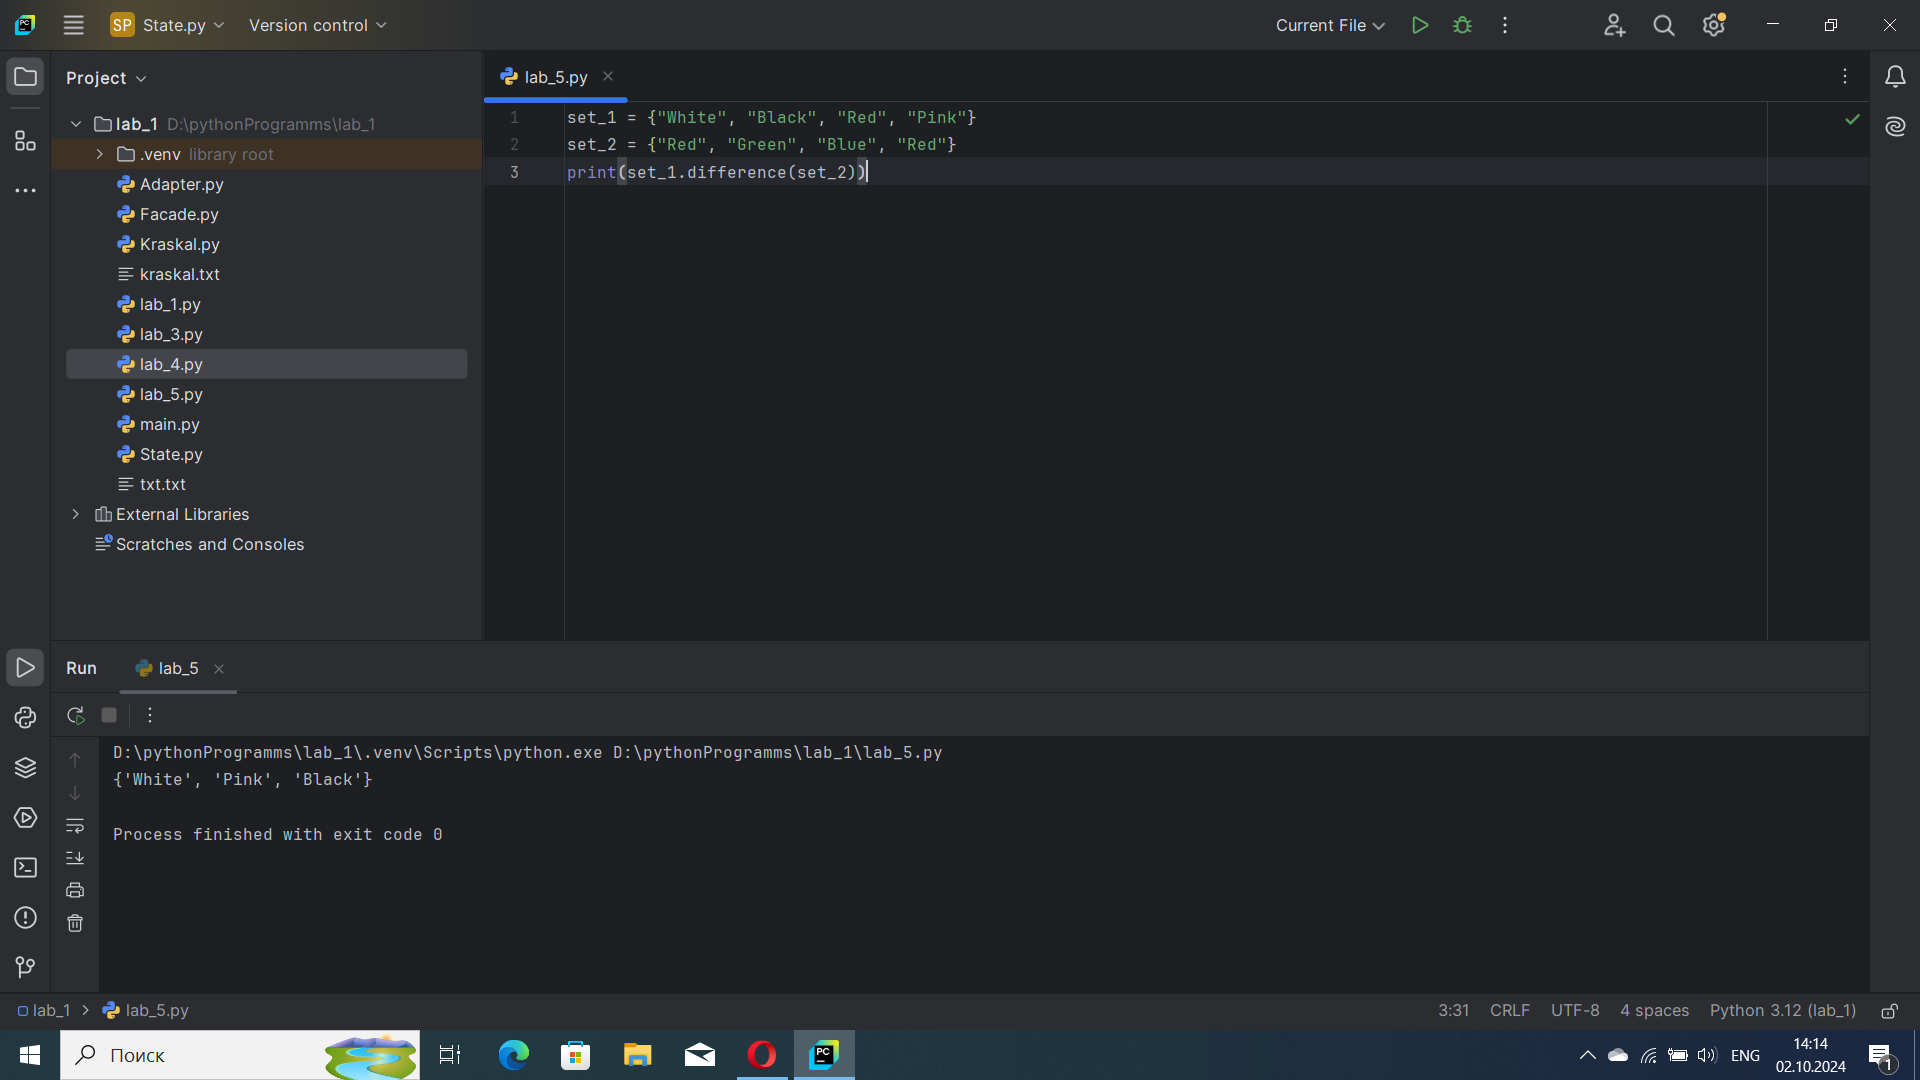 SP State.py Version control Current File
Project
lab_1 D:\pythonProgramms\lab_1
.venv library root
Adapter.py
Facade.py
Kraskal.py
kraskal.txt
lab_1.py
lab_3.py
lab_4.py
lab_5.py
main.py
State.py
txt.txt
External Libraries
Scratches and Consoles
lab_5.py
1 set_1 = {"White", "Black", "Red", "Pink"}
2 set_2 = {"Red", "Green", "Blue", "Red"}
3 print(set_1.difference(set_2))
Run lab_5
D:\pythonProgramms\lab_1\.venv\Scripts\python.exe D:\pythonProgramms\lab_1\lab_5.py
{'White', 'Pink', 'Black'}
Process finished with exit code 0
lab_1 lab_5.py 3:31 CRLF UTF-8 4 spaces Python 3.12 (lab_1)
Поиск PC ENG 14:14
02.10.2024 1